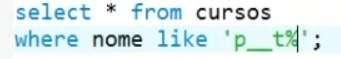 select * from cursos
where nome like 'p__t%';